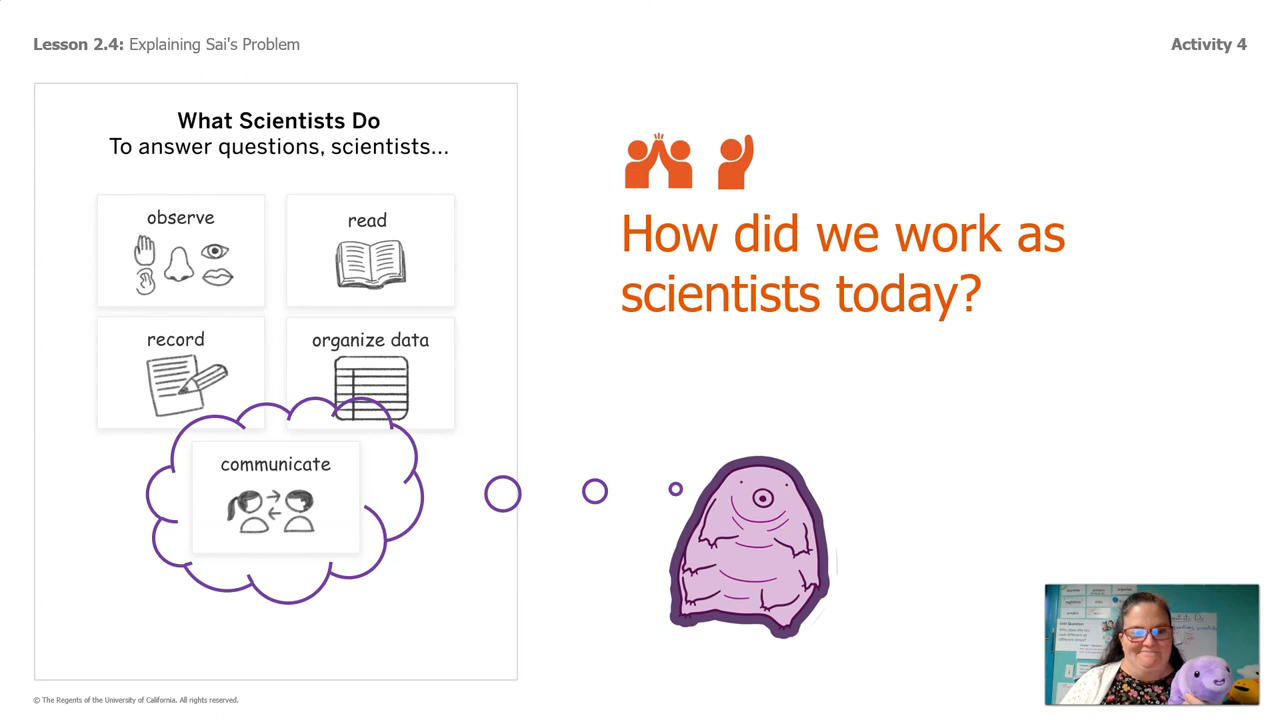 Lesson 2.4: Explaining Sai's Problem
Activity 4
What Scientists Do
To answer questions, scientists...
observe
read
record
organize data
communicate
How did we work as
scientists today?
© The Regents of the University of California. All rights reserved.